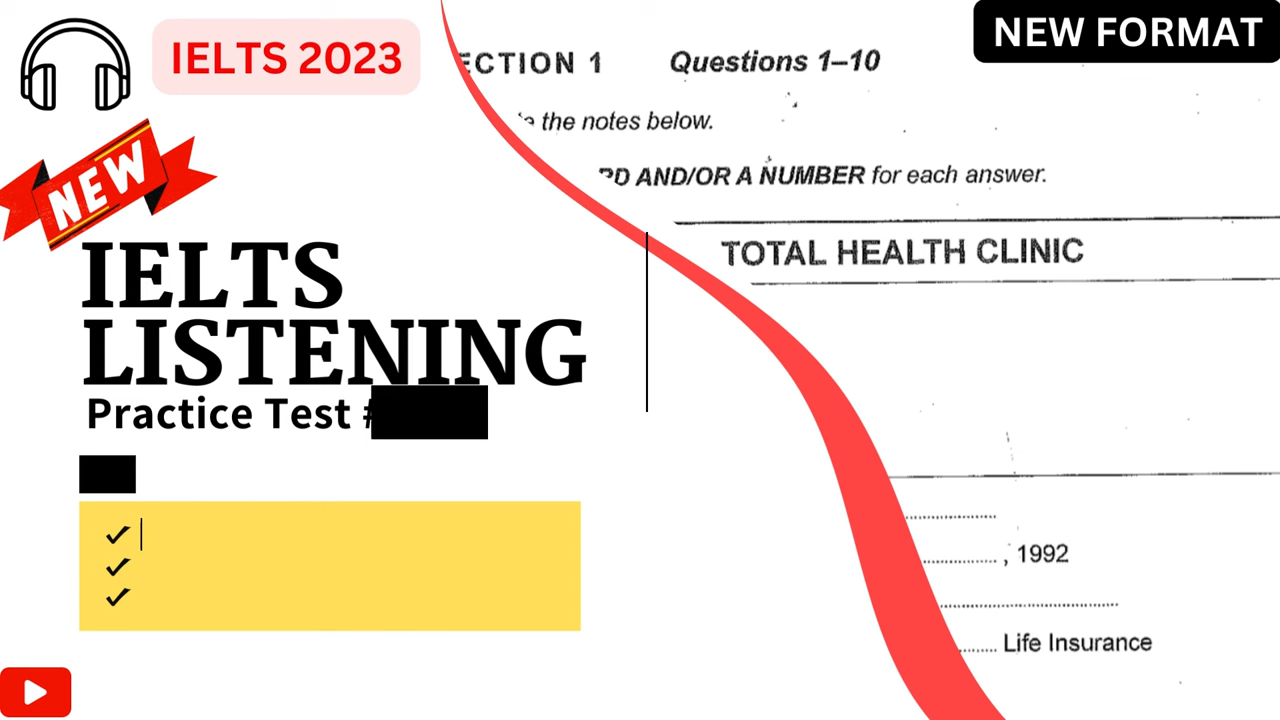 IELTS 2023
NEW
IELTS
LISTENING
Practice Test #
NEW FORMAT
ECTION 1 Questions 1–10
the notes below.
AND/OR A NUMBER for each answer.
TOTAL HEALTH CLINIC
, 1992
Life Insurance